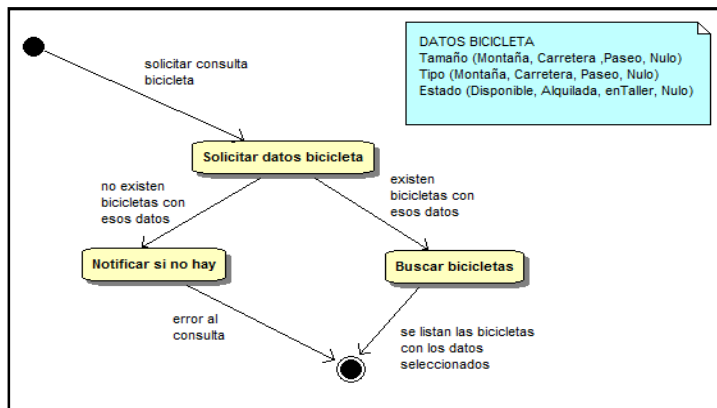 DATOS BICICLETA
Tamaño (Montaña, Carretera ,Paseo, Nulo)
Tipo (Montaña, Carretera, Paseo, Nulo)
Estado (Disponible, Alquilada, enTaller, Nulo)
solicitar consulta
bicicleta
Solicitar datos bicicleta
no existen
bicicletas con
esos datos
existen
bicicletas con
esos datos
Notificar si no hay
Buscar bicicletas
error al
consulta
se listan las bicicletas
con los datos
seleccionados